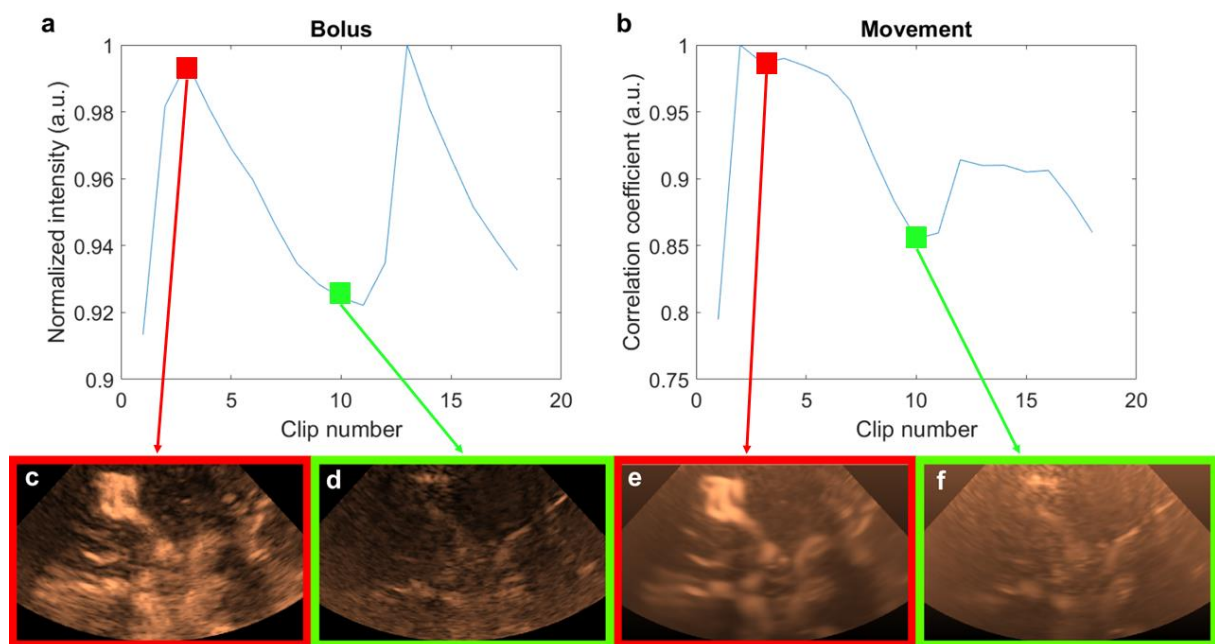 a
Bolus
1
0.98
0.96
0.94
0.92
0.9
Normalized intensity (a.u.)
0 5 10 15 20
Clip number
b
Movement
1
0.95
0.9
0.85
0.8
0.75
Correlation coefficient (a.u.)
0 5 10 15 20
Clip number
c
d
e
f